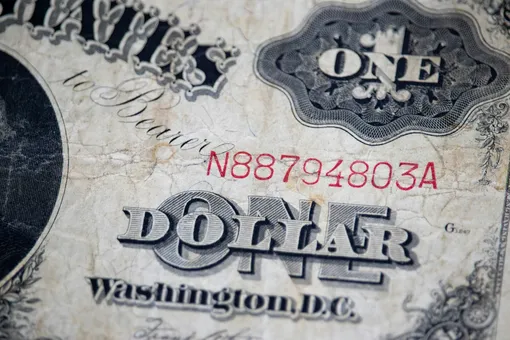 to Bearer
ONE
N88794803A
ONE
DOLLAR
Washington, D.C.